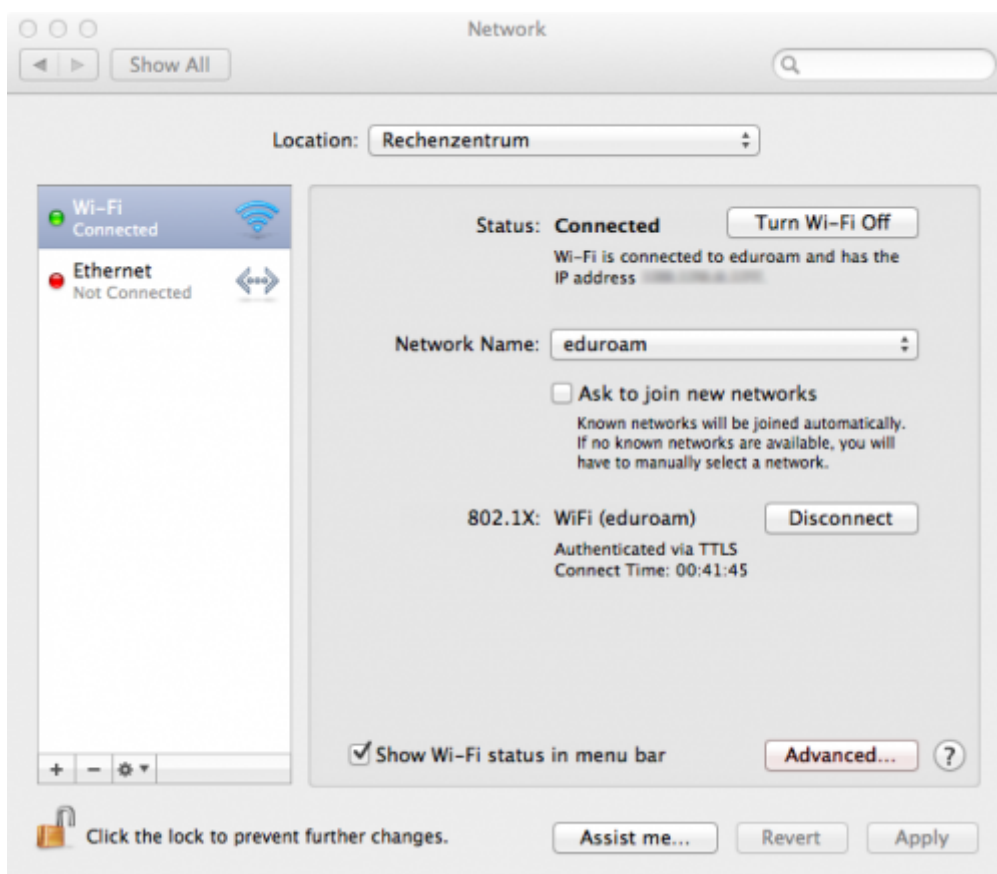 Network
Show All
Location: Rechenzentrum
Wi-Fi
Connected
Ethernet
Not Connected
Status: Connected
Turn Wi-Fi Off
Wi-Fi is connected to eduroam and has the
IP address
Network Name: eduroam
Ask to join new networks
Known networks will be joined automatically.
If no known networks are available, you will
have to manually select a network.
802.1X: WiFi (eduroam)
Disconnect
Authenticated via TTLS
Connect Time: 00:41:45
Show Wi-Fi status in menu bar
Advanced...
?
Click the lock to prevent further changes.
Assist me...
Revert
Apply